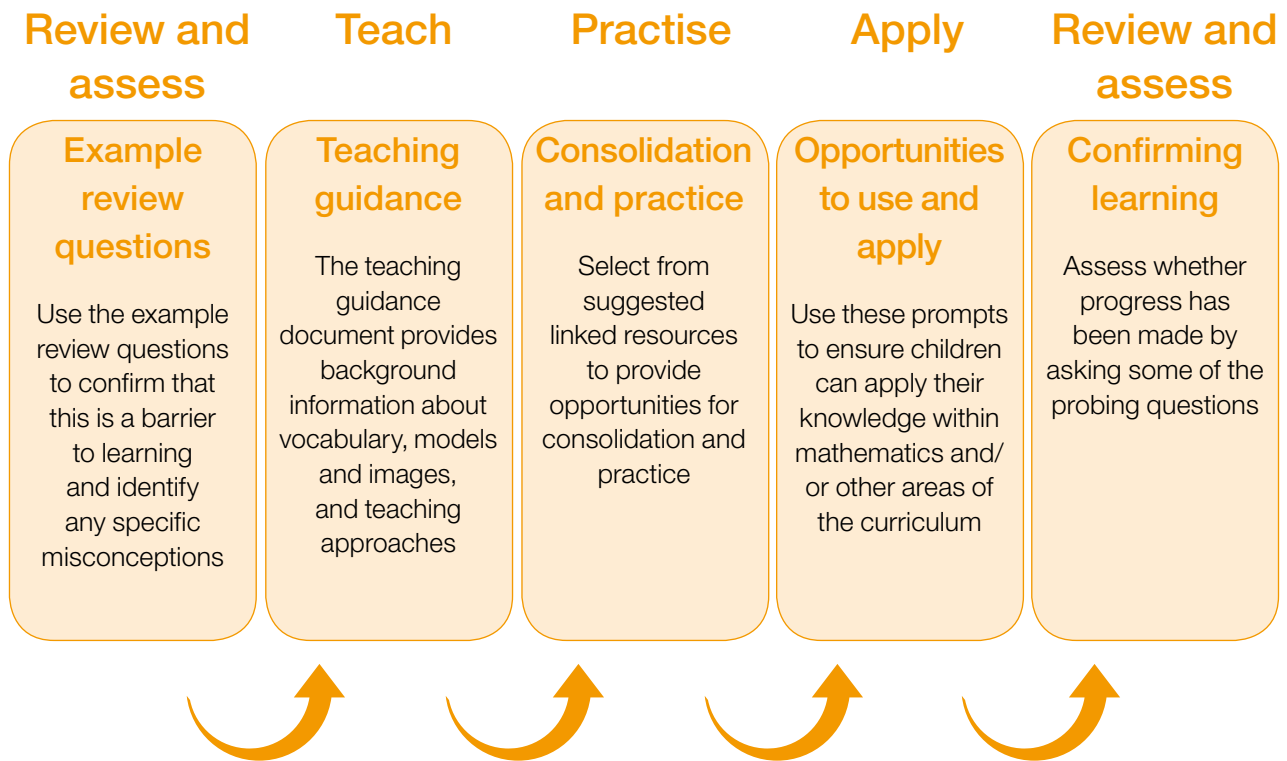 Review and
assess
Teach
Practise
Apply
Review and
assess
Example
review
questions
Use the example
review questions
to confirm that
this is a barrier
to learning
and identify
any specific
misconceptions
Teaching
guidance
The teaching
guidance
document provides
background
information about
vocabulary, models
and images,
and teaching
approaches
Consolidation
and practice
Select from
suggested
linked resources
to provide
opportunities for
consolidation and
practice
Opportunities
to use and
apply
Use these prompts
to ensure children
can apply their
knowledge within
mathematics and/
or other areas of
the curriculum
Confirming
learning
Assess whether
progress has
been made by
asking some of the
probing questions